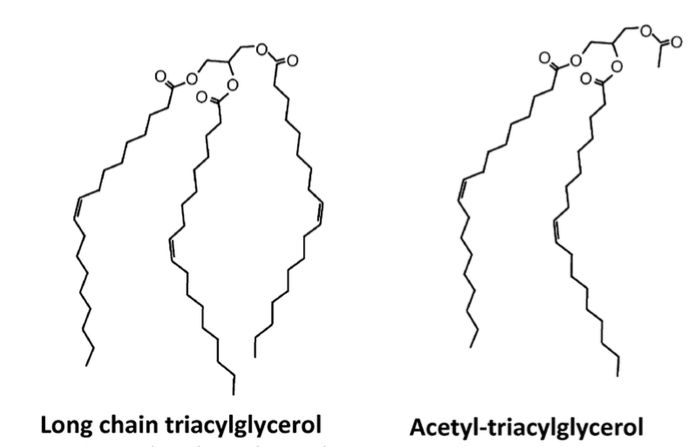 O O O O O O
O O O O O O
Long chain triacylglycerol
Acetyl-triacylglycerol